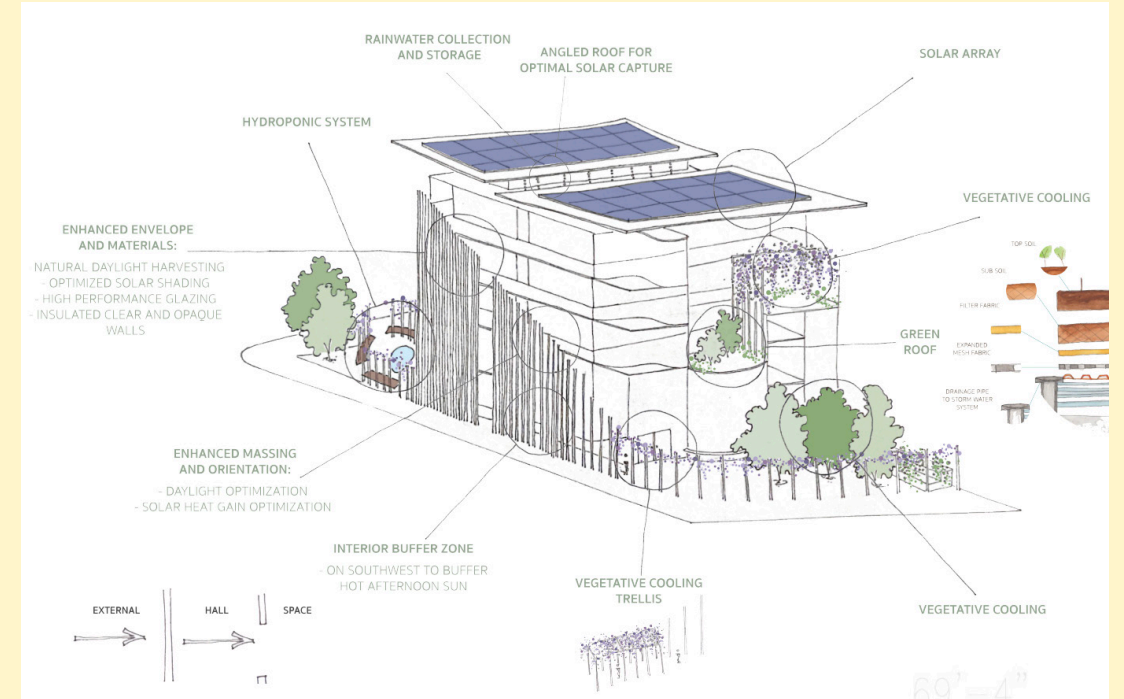 RAINWATER COLLECTION
AND STORAGE
ANGLED ROOF FOR
OPTIMAL SOLAR CAPTURE
SOLAR ARRAY
HYDROPONIC SYSTEM
VEGETATIVE COOLING
ENHANCED ENVELOPE
AND MATERIALS:
NATURAL DAYLIGHT HARVESTING
- OPTIMIZED SOLAR SHADING
- HIGH PERFORMANCE GLAZING
- INSULATED CLEAR AND OPAQUE
WALLS
TOP SOIL
SUB SOIL
FILTER FABRIC
EXPANDED
MESH FABRIC
DRAINAGE PIPE
TO STORM WATER
SYSTEM
GREEN
ROOF
ENHANCED MASSING
AND ORIENTATION:
- DAYLIGHT OPTIMIZATION
- SOLAR HEAT GAIN OPTIMIZATION
INTERIOR BUFFER ZONE
- ON SOUTHWEST TO BUFFER
HOT AFTERNOON SUN
VEGETATIVE COOLING
TRELLIS
VEGETATIVE COOLING
EXTERNAL
HALL
SPACE
69'-4"